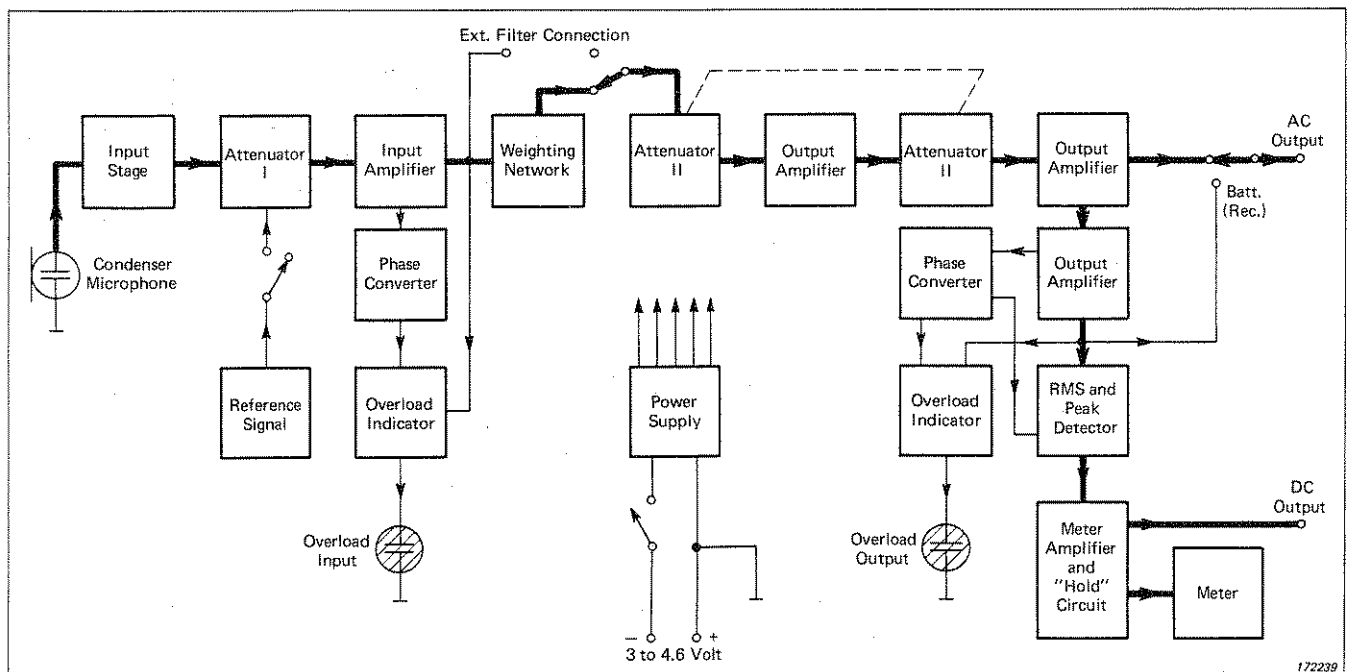 Ext. Filter Connection
Input
Stage
Attenuator
I
Input
Amplifier
Weighting
Network
Attenuator
II
Output
Amplifier
Attenuator
II
Output
Amplifier
AC
Output
Batt.
(Rec.)
Condenser
Microphone
Phase
Converter
Phase
Converter
Output
Amplifier
Reference
Signal
Overload
Indicator
Power
Supply
Overload
Indicator
RMS and
Peak
Detector
Overload
Input
Overload
Output
Meter
Amplifier
and
"Hold"
Circuit
DC
Output
Meter
− +
3 to 4.6 Volt
172239